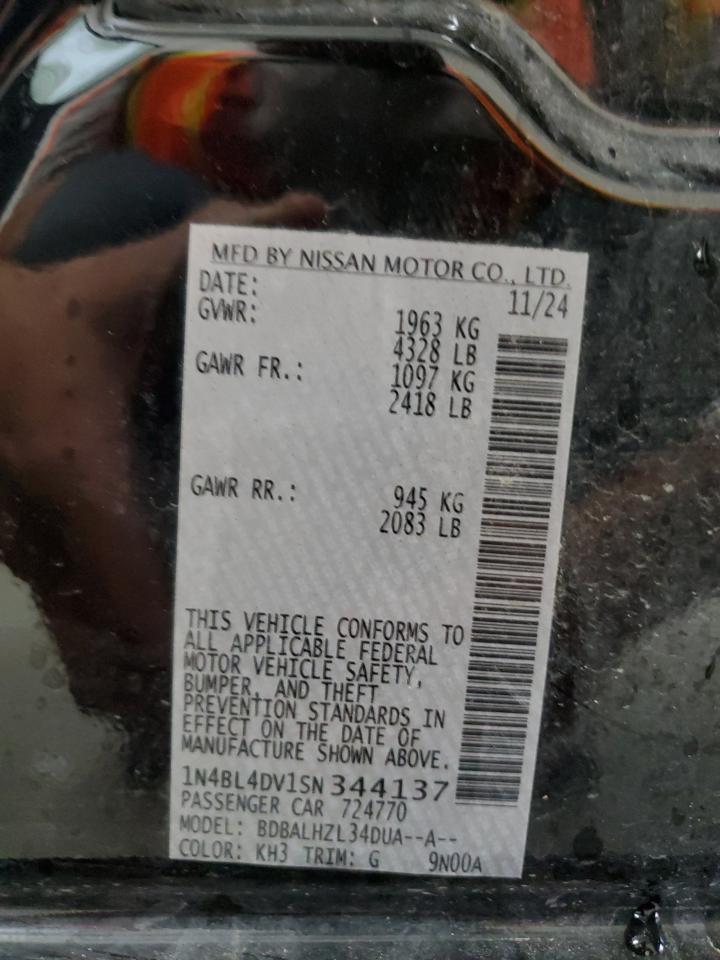 MFD BY NISSAN MOTOR CO., LTD.
DATE: 11/24
GVWR: 1963 KG
4328 LB
GAWR FR.: 1097 KG
2418 LB
GAWR RR.: 945 KG
2083 LB
THIS VEHICLE CONFORMS TO
ALL APPLICABLE FEDERAL
MOTOR VEHICLE SAFETY,
BUMPER, AND THEFT
PREVENTION STANDARDS IN
EFFECT ON THE DATE OF
MANUFACTURE SHOWN ABOVE.
1N4BL4DV1SN 344137
PASSENGER CAR 724770
MODEL: BDBALHZL34DUA--A--
COLOR: KH3 TRIM: G 9N00A